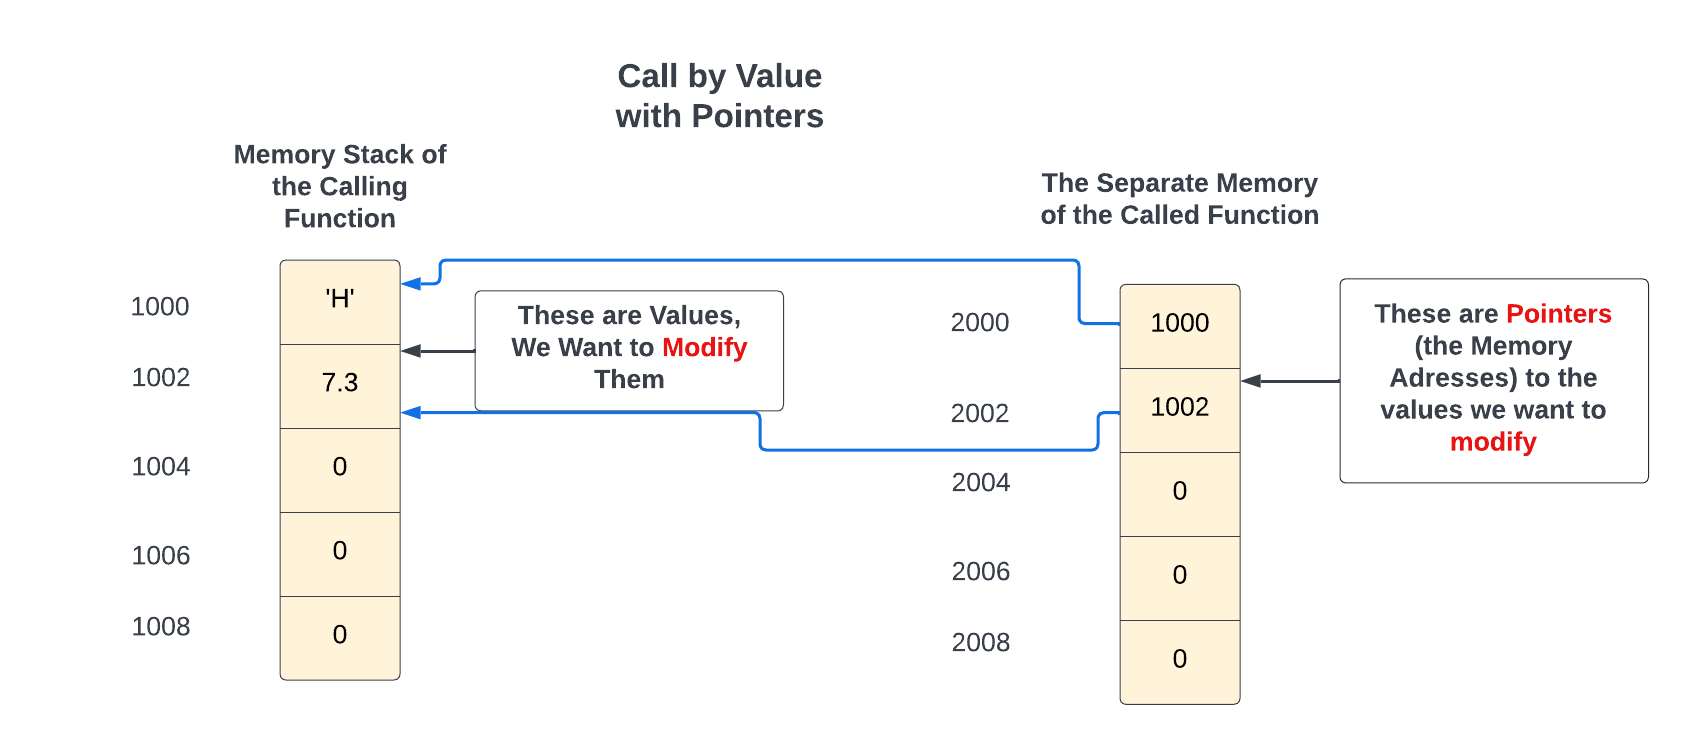 Call by Value
with Pointers
Memory Stack of
the Calling
Function
The Separate Memory
of the Called Function
1000
'H'
1002
7.3
1004
0
1006
0
1008
0
These are Values,
We Want to Modify
Them
2000
1000
2002
1002
2004
0
2006
0
2008
0
These are Pointers
(the Memory
Adresses) to the
values we want to
modify